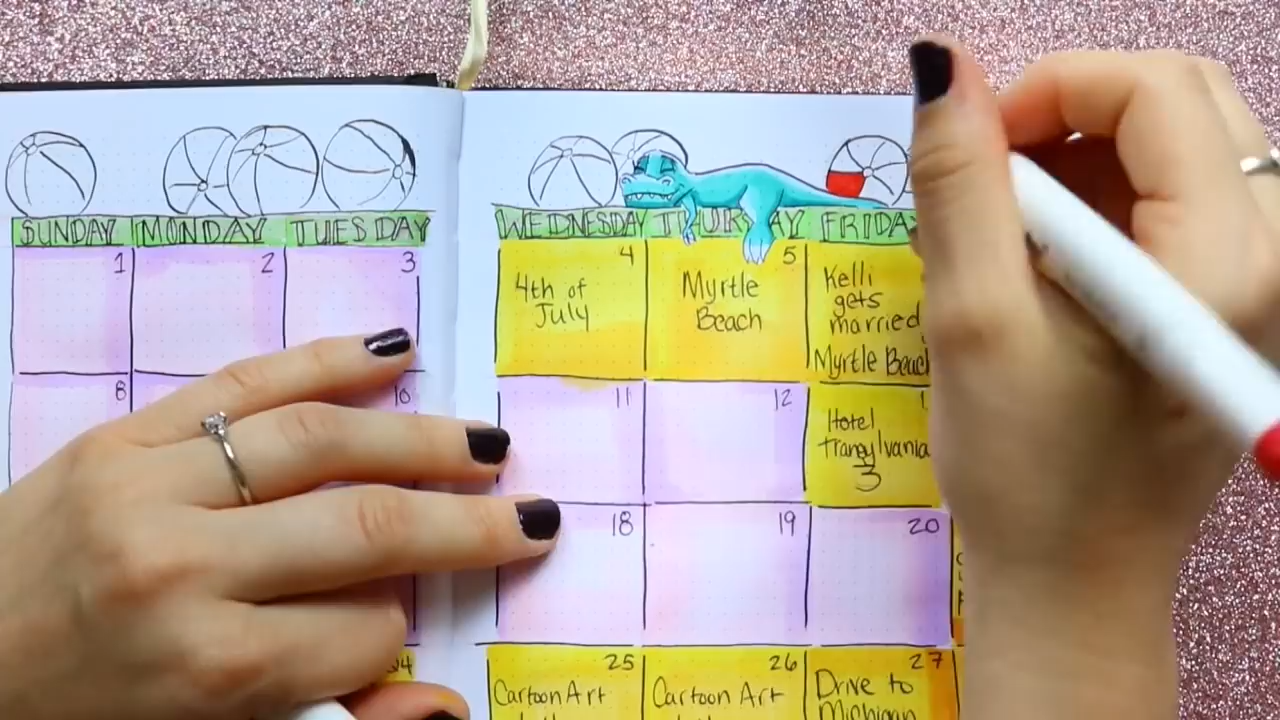 SUNDAY MONDAY TUESDAY WEDNESDAY THURSDAY FRIDAY
1 2 3 4 5
4th of
July
Myrtle
Beach
Kelli
gets
married
Myrtle Beach
8 10 11 12
Hotel
Transylvania
3
18 19 20
25 26 27
Cartoon Art
Cartoon Art
Drive to
Michigan